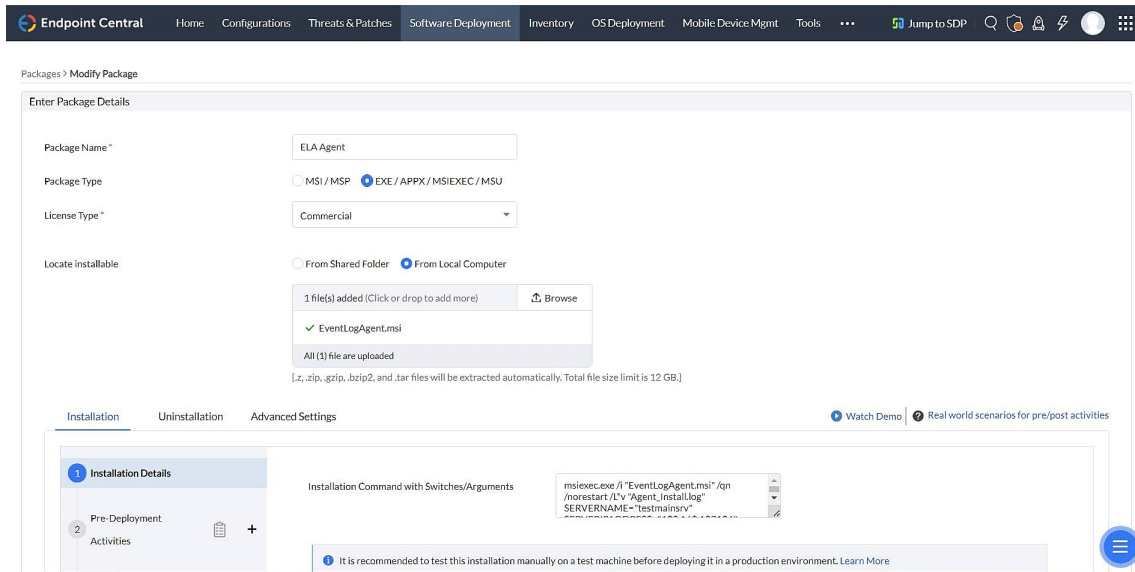 Endpoint Central Home Configurations Threats & Patches Software Deployment Inventory OS Deployment Mobile Device Mgmt Tools ••• Jump to SDP
Packages > Modify Package
Enter Package Details
Package Name *
ELA Agent
Package Type
MSI / MSP EXE / APPX / MSIEXEC / MSU
License Type *
Commercial
Locate installable
From Shared Folder From Local Computer
1 file(s) added (Click or drop to add more) Browse
EventLogAgent.msi
All (1) file are uploaded
[.z, .zip, .gzip, .bzip2, and .tar files will be extracted automatically. Total file size limit is 12 GB.]
Installation Uninstallation Advanced Settings Watch Demo Real world scenarios for pre/post activities
1 Installation Details
Installation Command with Switches/Arguments
msiexec.exe /i "EventLogAgent.msi" /qn
/norestart /L*v "Agent_Install.log"
SERVERNAME="testmainsrv"
2 Pre-Deployment
Activities
It is recommended to test this installation manually on a test machine before deploying it in a production environment. Learn More